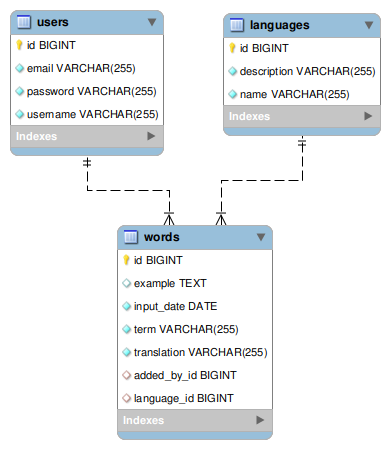 users
id BIGINT
email VARCHAR(255)
password VARCHAR(255)
username VARCHAR(255)
Indexes
languages
id BIGINT
description VARCHAR(255)
name VARCHAR(255)
Indexes
words
id BIGINT
example TEXT
input_date DATE
term VARCHAR(255)
translation VARCHAR(255)
added_by_id BIGINT
language_id BIGINT
Indexes